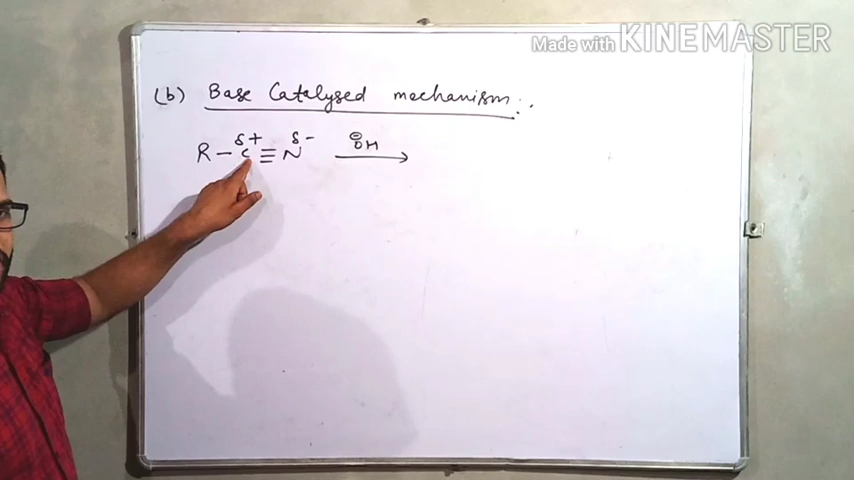 Made with KINEMASTER
(b) Base Catalysed mechanism:.
δ+ δ- ⊖OH
R-C≡N →